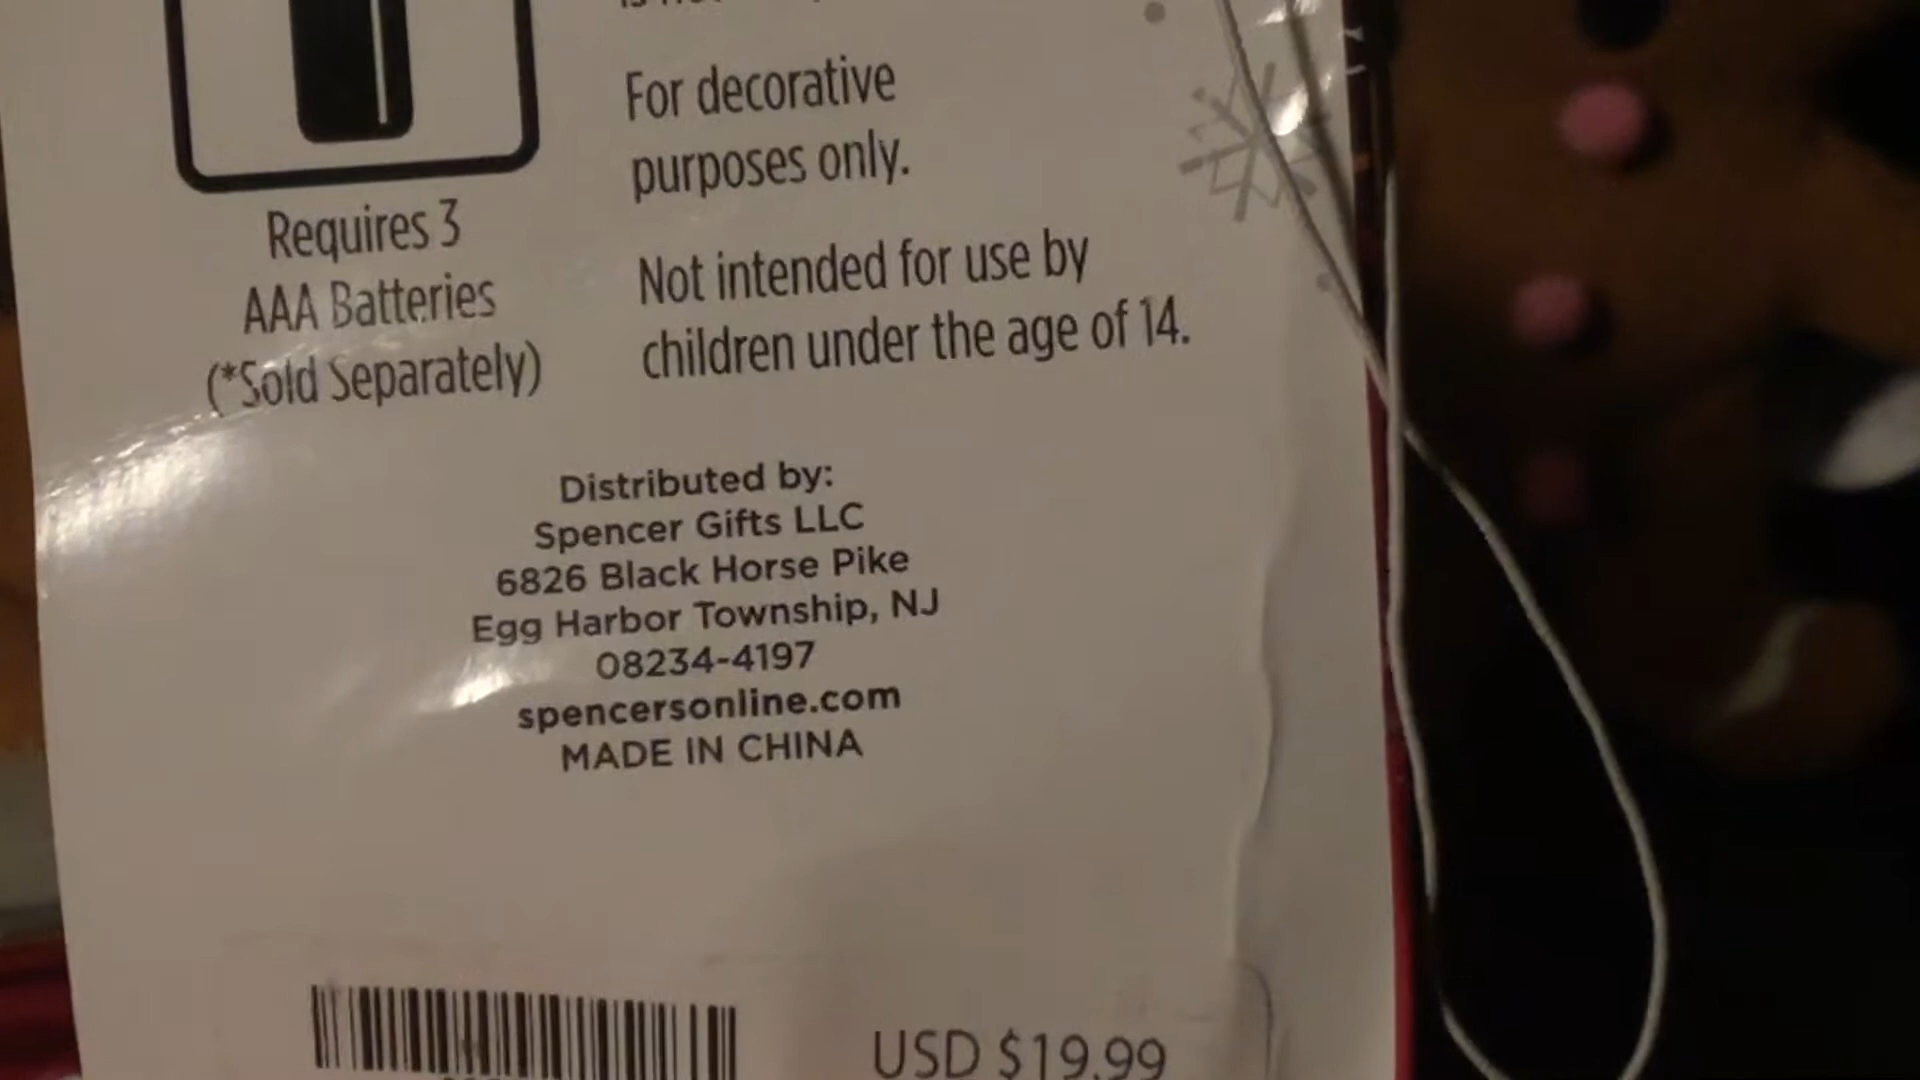 For decorative
purposes only.
Requires 3
AAA Batteries
(*Sold Separately)
Not intended for use by
children under the age of 14.
Distributed by:
Spencer Gifts LLC
6826 Black Horse Pike
Egg Harbor Township, NJ
08234-4197
spencersonline.com
MADE IN CHINA
USD $19.99